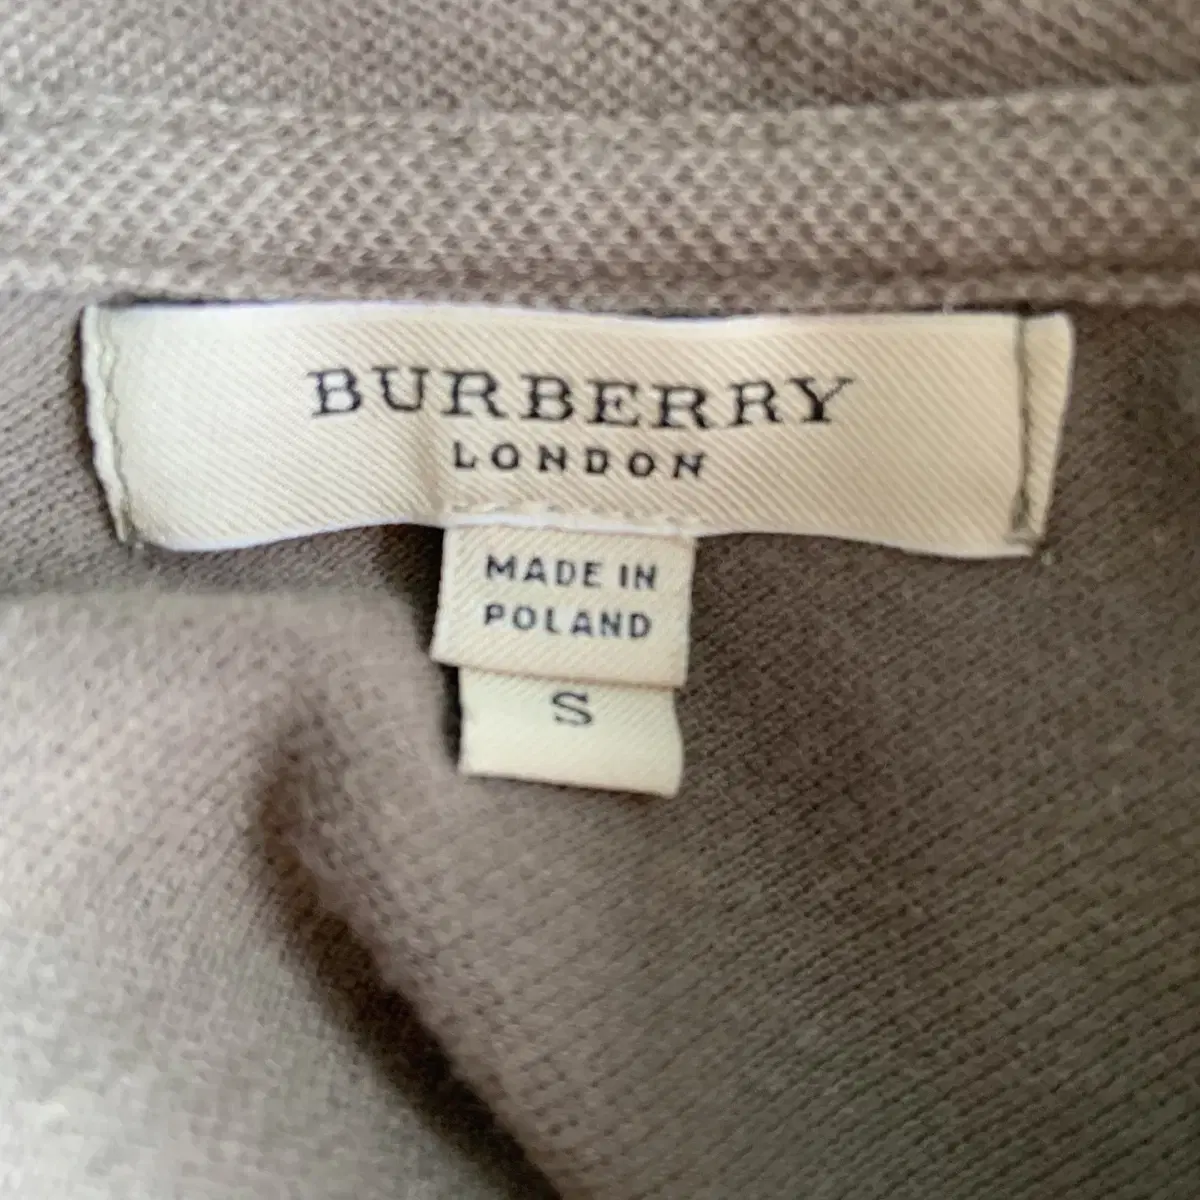 BURBERRY
LONDON
MADE IN
POLAND
S